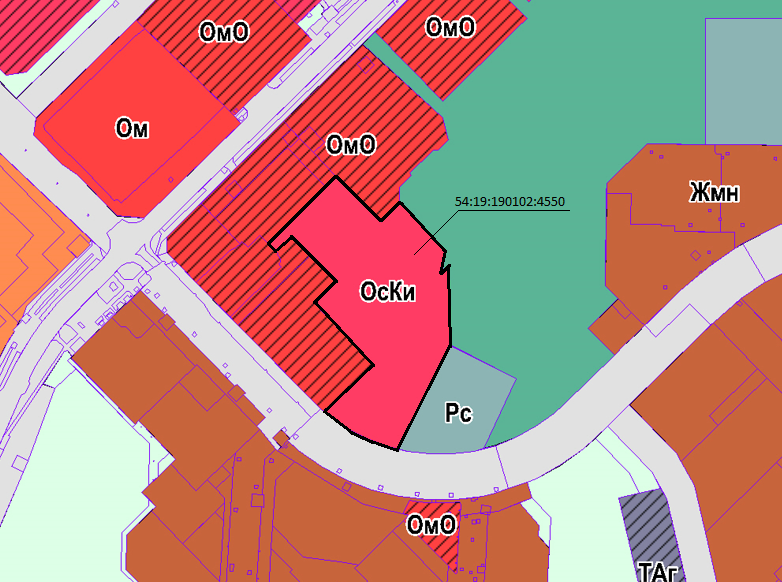 ОмО
ОмО
Ом
ОмО
Жмн
54:19:190102:4550
ОсКи
Рс
ОмО
ТАг